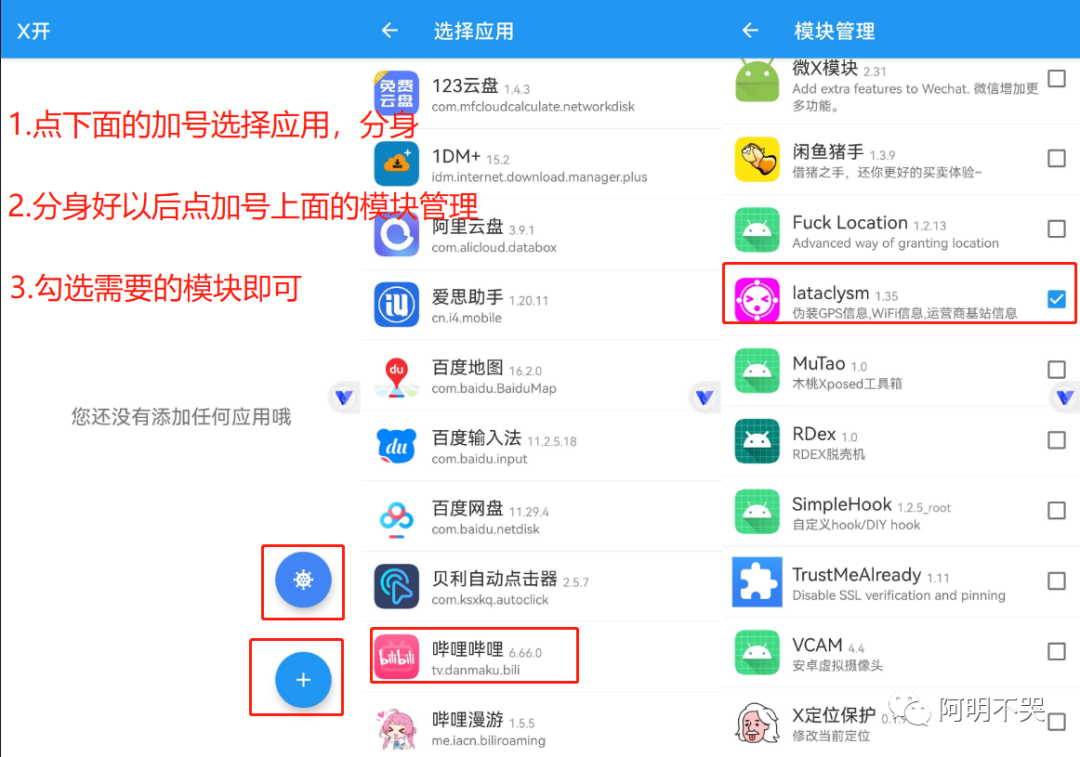 X开
1.点下面的加号选择应用，分身
2.分身好以后点加号上面的模块管理
3.勾选需要的模块即可
您还没有添加任何应用哦
选择应用
免费
云盘
123云盘 1.4.3
com.mfcloudcalculate.networkdisk
1DM+ 15.2
idm.internet.download.manager.plus
阿里云盘 3.9.1
com.alicloud.databox
爱思助手 1.20.11
cn.i4.mobile
du
百度地图 16.2.0
com.baidu.BaiduMap
du
百度输入法 11.2.5.18
com.baidu.input
百度网盘 11.29.4
com.baidu.netdisk
贝利自动点击器 2.5.7
com.ksxkq.autoclick
bilibili
哔哩哔哩 6.66.0
tv.danmaku.bili
哔哩漫游 1.5.5
me.iacn.biliroaming
模块管理
微X模块 2.31
Add extra features to Wechat. 微信增加更
多功能。
闲鱼猪手 1.3.9
借猪之手，还你更好的买卖体验~
Fuck Location 1.2.13
Advanced way of granting location
lataclysm 1.35
伪装GPS信息,WiFi信息,运营商基站信息
MuTao 1.0
木桃Xposed工具箱
RDex 1.0
RDEX脱壳机
SimpleHook 1.2.5_root
自定义hook/DIY hook
TrustMeAlready 1.11
Disable SSL verification and pinning
VCAM 4.4
安卓虚拟摄像头
X定位保护
修改当前定位
阿明不哭